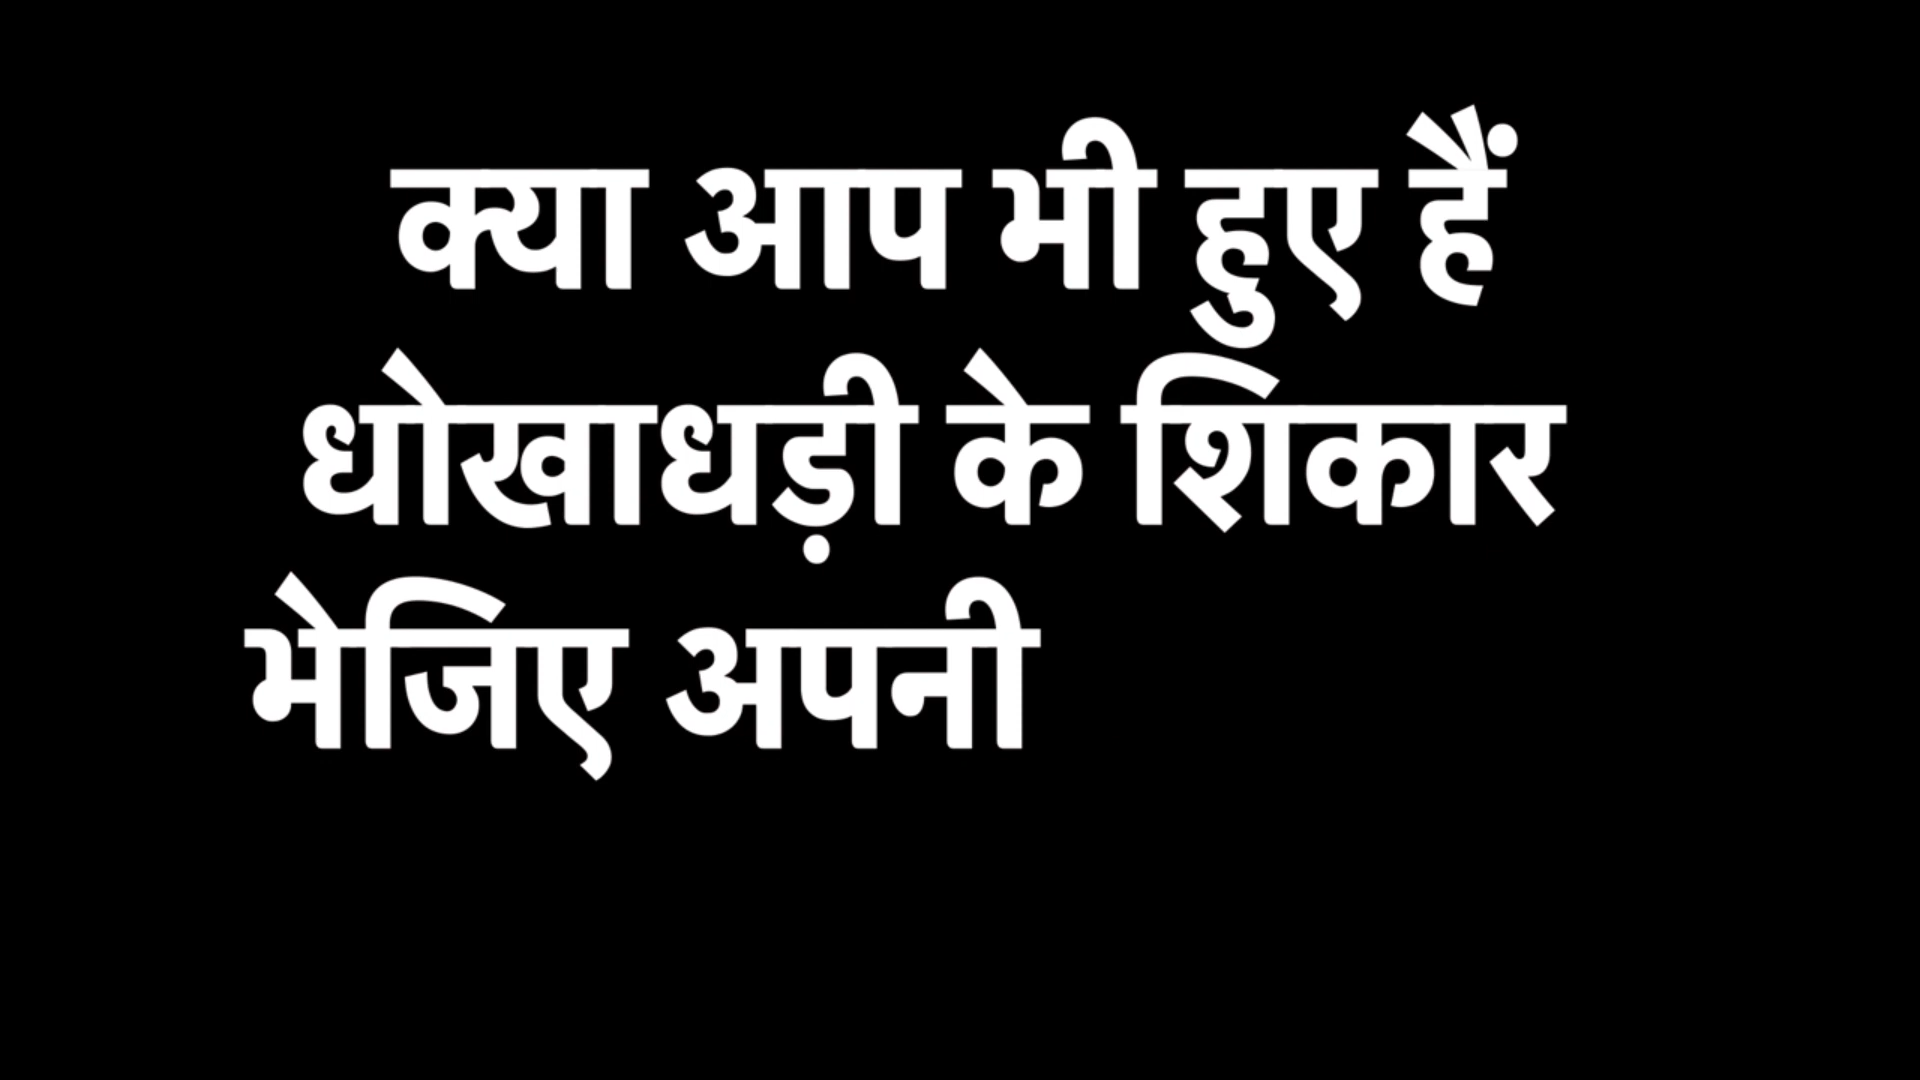 क्या आप भी हुए हैं
धोखाधड़ी के शिकार
भेजिए अपनी